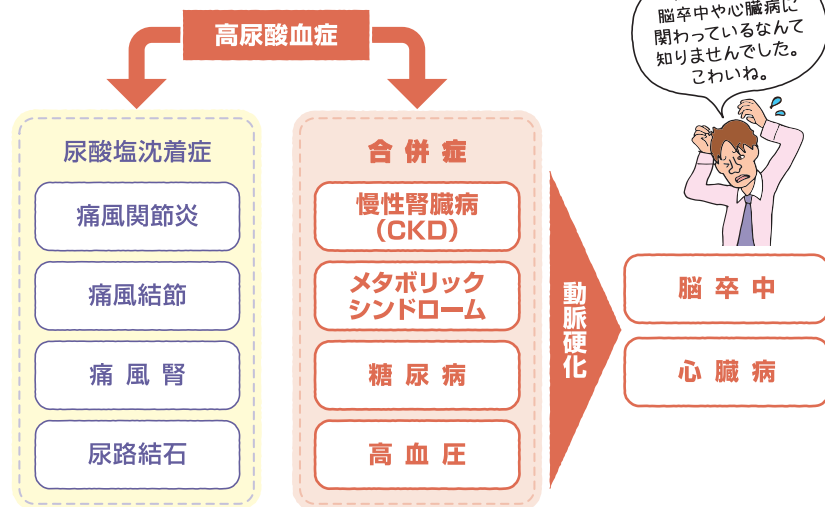 高尿酸血症
脳卒中や心臓病に
関わっているなんて
知りませんでした。
こわいね。
尿酸塩沈着症
痛風関節炎
痛風結節
痛風腎
尿路結石
合併症
慢性腎臓病
(CKD)
メタボリック
シンドローム
糖尿病
高血圧
動脈硬化
脳卒中
心臓病